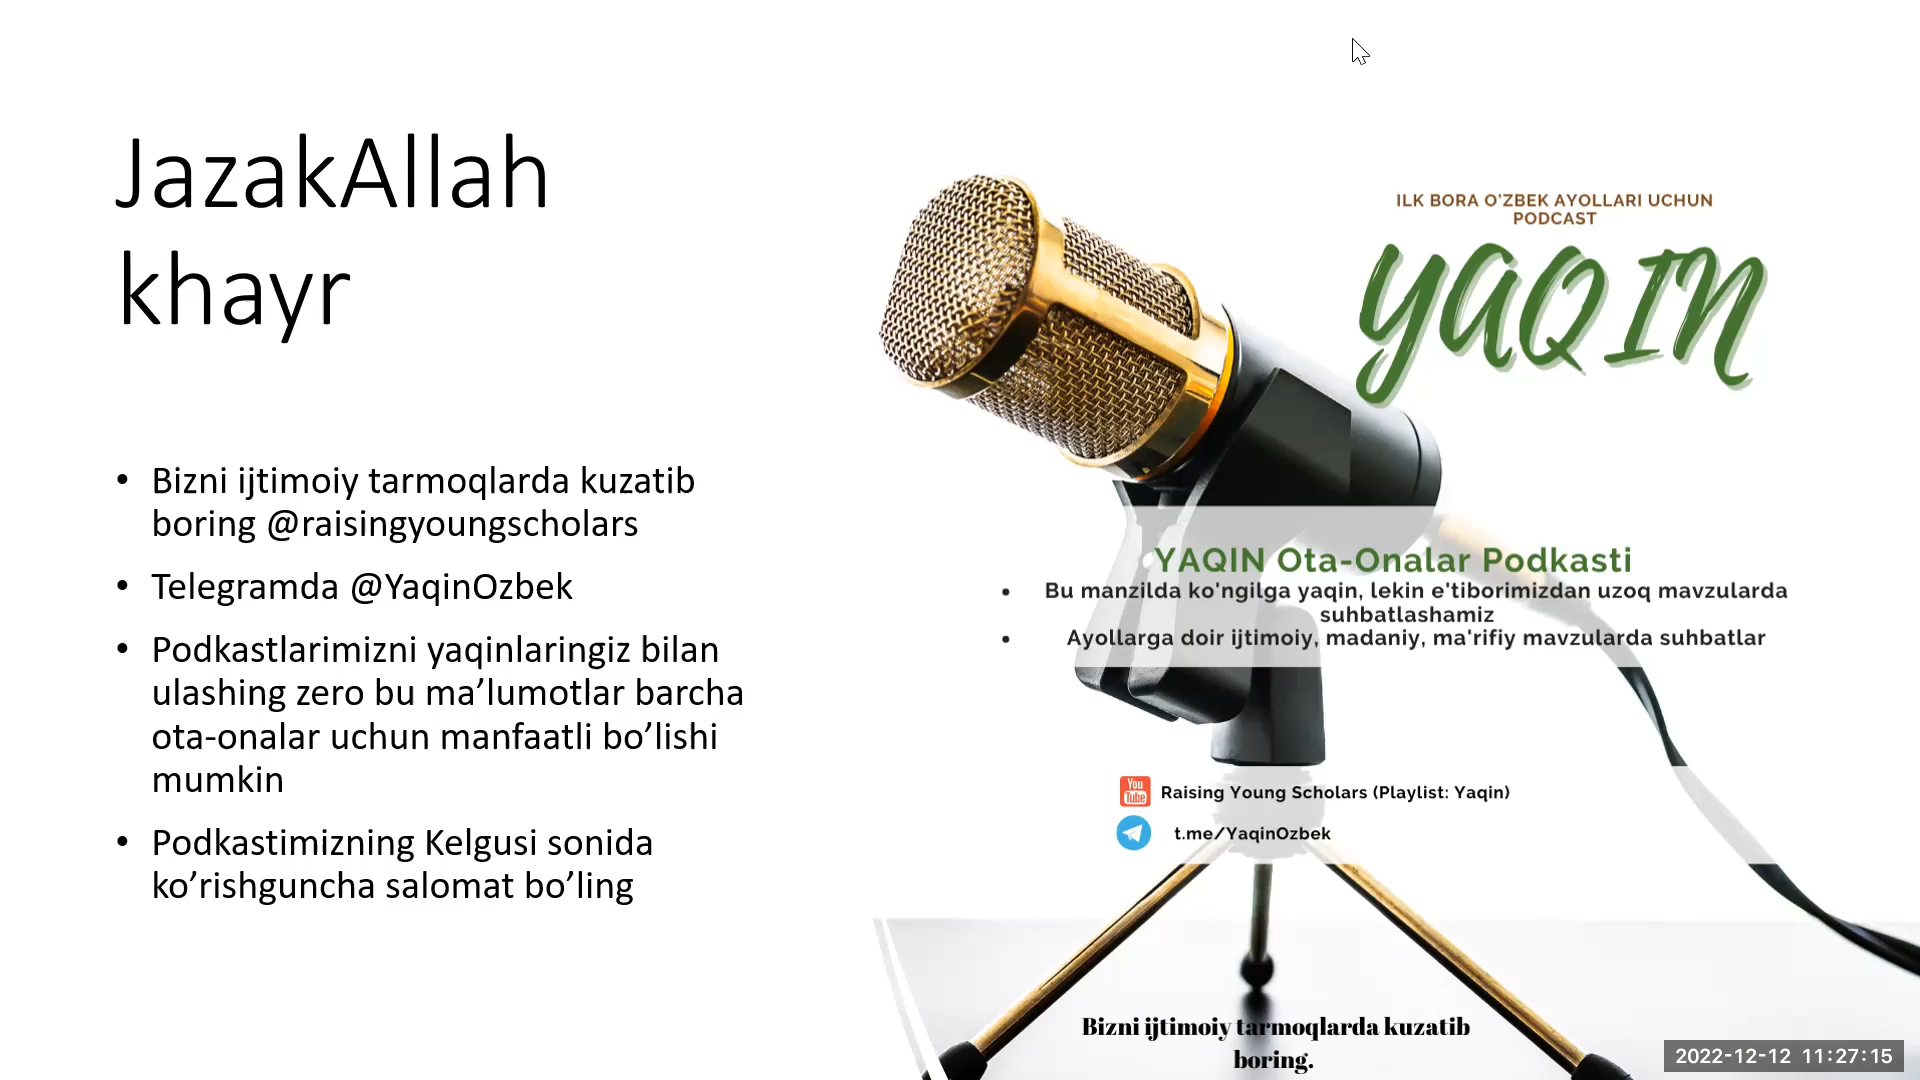 JazakAllah
khayr
• Bizni ijtimoiy tarmoqlarda kuzatib
boring @raisingyoungscholars
• Telegramda @YaqinOzbek
• Podkastlarimizni yaqinlaringiz bilan
ulashing zero bu ma’lumotlar barcha
ota-onalar uchun manfaatli bo’lishi
mumkin
• Podkastimizning Kelgusi sonida
ko’rishguncha salomat bo’ling
ILK BORA O'ZBEK AYOLLARI UCHUN
PODCAST
YAQIN
YAQIN Ota-Onalar Podkasti
• Bu manzilda ko'ngilga yaqin, lekin e'tiborimizdan uzoq mavzularda
suhbatlashamiz
• Ayollarga doir ijtimoiy, madaniy, ma'rifiy mavzularda suhbatlar
You
Tube
Raising Young Scholars (Playlist: Yaqin)
t.me/YaqinOzbek
Bizni ijtimoiy tarmoqlarda kuzatib
boring.
2022-12-12 11:27:15